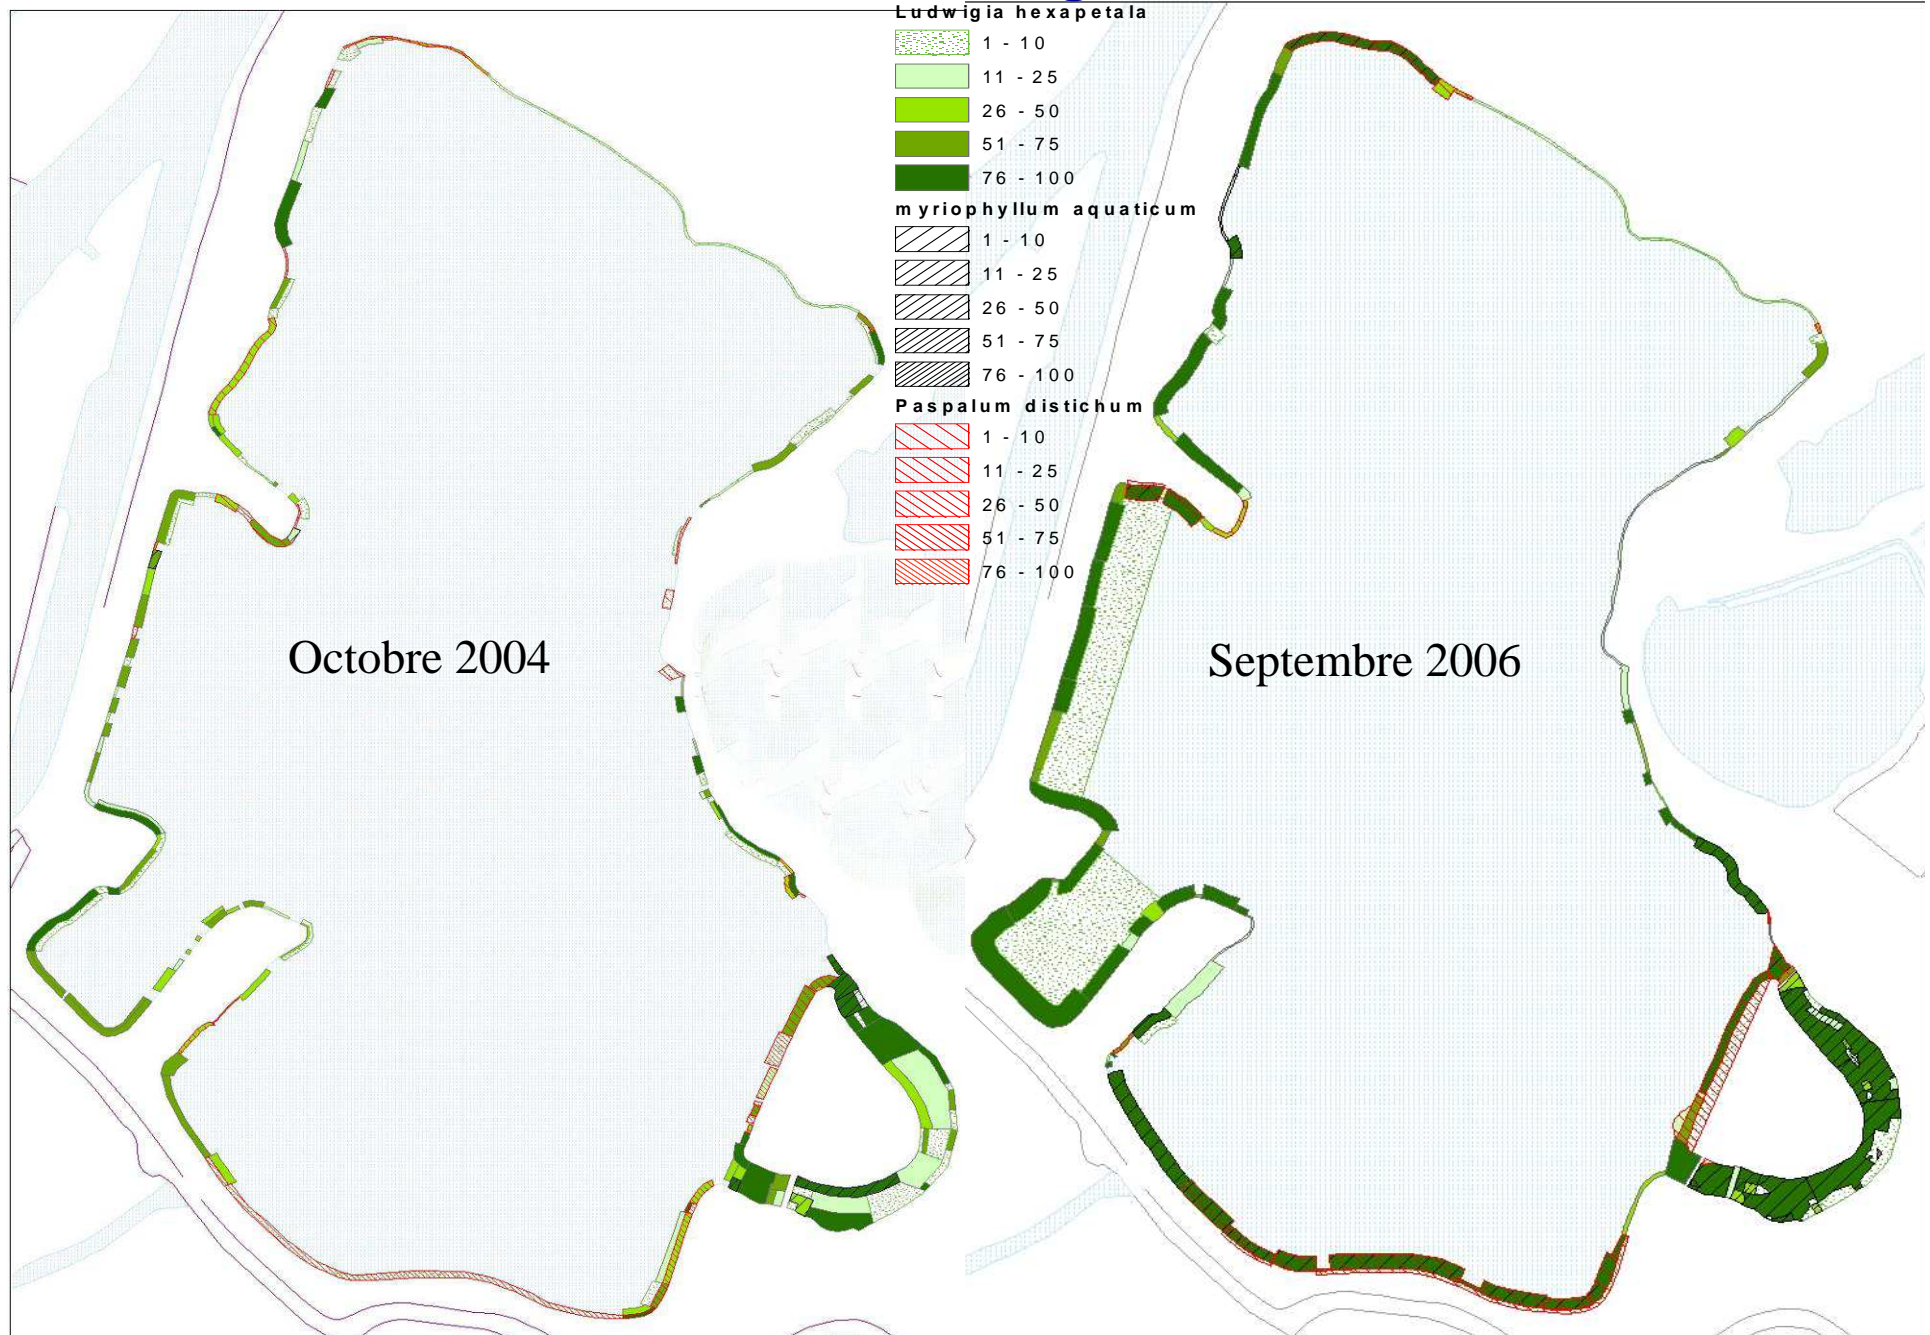 Ludwigia hexapetala
1 - 10
11 - 25
26 - 50
51 - 75
76 - 100
myriophyllum aquaticum
1 - 10
11 - 25
26 - 50
51 - 75
76 - 100
Paspalum distichum
1 - 10
11 - 25
26 - 50
51 - 75
76 - 100
Octobre 2004
Septembre 2006